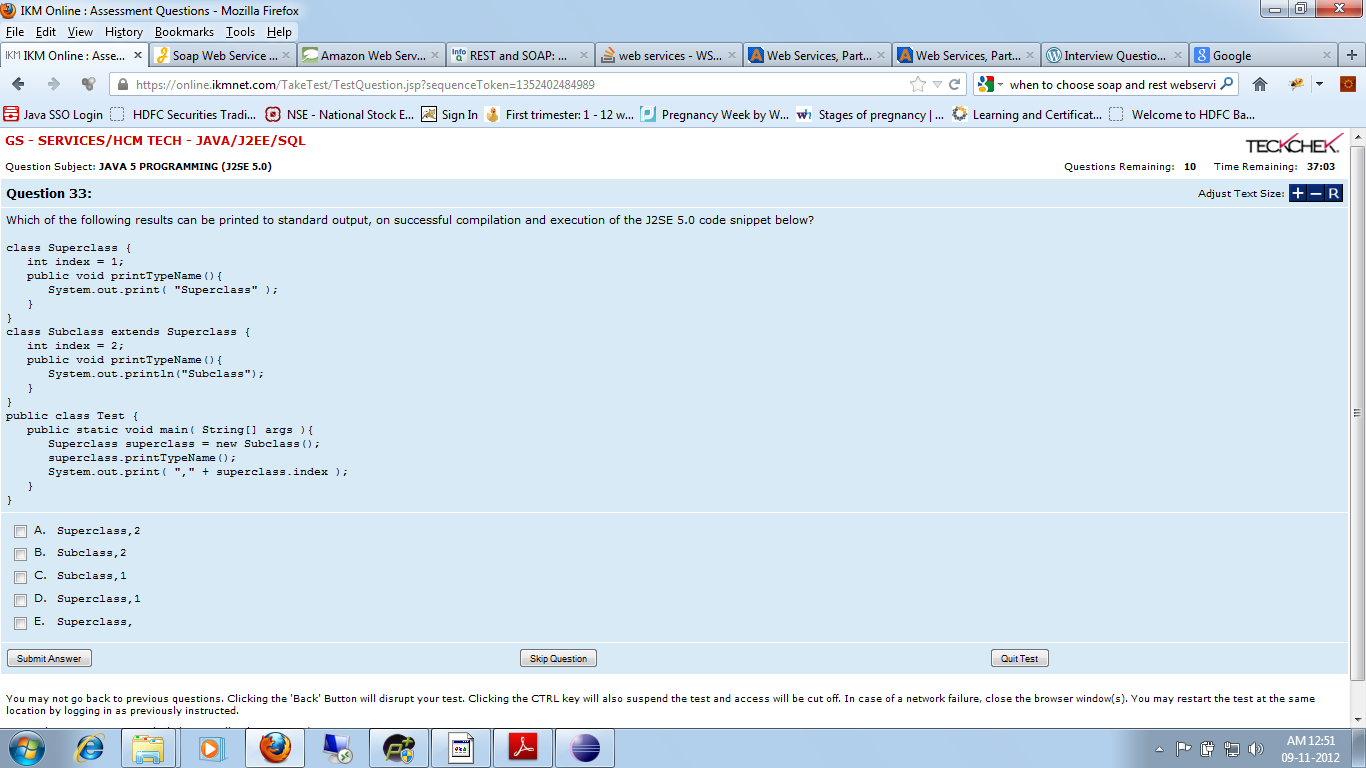 IKM Online : Assessment Questions - Mozilla Firefox
File Edit View History Bookmarks Tools Help
IKM IKM Online : Asse... Soap Web Service ... Amazon Web Serv... REST and SOAP: ... web services - WS... Web Services, Part... Web Services, Part... Interview Questio... Google
https://online.ikmnet.com/TakeTest/TestQuestion.jsp?sequenceToken=1352402484989 when to choose soap and rest webservi
Java SSO Login HDFC Securities Tradi... NSE - National Stock E... Sign In First trimester: 1 - 12 w... Pregnancy Week by W... Stages of pregnancy | ... Learning and Certificat... Welcome to HDFC Ba...
GS - SERVICES/HCM TECH - JAVA/J2EE/SQL TECKCHEK
Question Subject: JAVA 5 PROGRAMMING (J2SE 5.0) Questions Remaining: 10 Time Remaining: 37:03
Question 33: Adjust Text Size: + − R
Which of the following results can be printed to standard output, on successful compilation and execution of the J2SE 5.0 code snippet below?
class Superclass {
int index = 1;
public void printTypeName(){
System.out.print( "Superclass" );
}
}
class Subclass extends Superclass {
int index = 2;
public void printTypeName(){
System.out.println("Subclass");
}
}
public class Test {
public static void main( String[] args ){
Superclass superclass = new Subclass();
superclass.printTypeName();
System.out.print( "," + superclass.index );
}
}
A. Superclass,2
B. Subclass,2
C. Subclass,1
D. Superclass,1
E. Superclass,
Submit Answer Skip Question Quit Test
You may not go back to previous questions. Clicking the 'Back' Button will disrupt your test. Clicking the CTRL key will also suspend the test and access will be cut off. In case of a network failure, close the browser window(s). You may restart the test at the same
location by logging in as previously instructed.
AM 12:51
09-11-2012